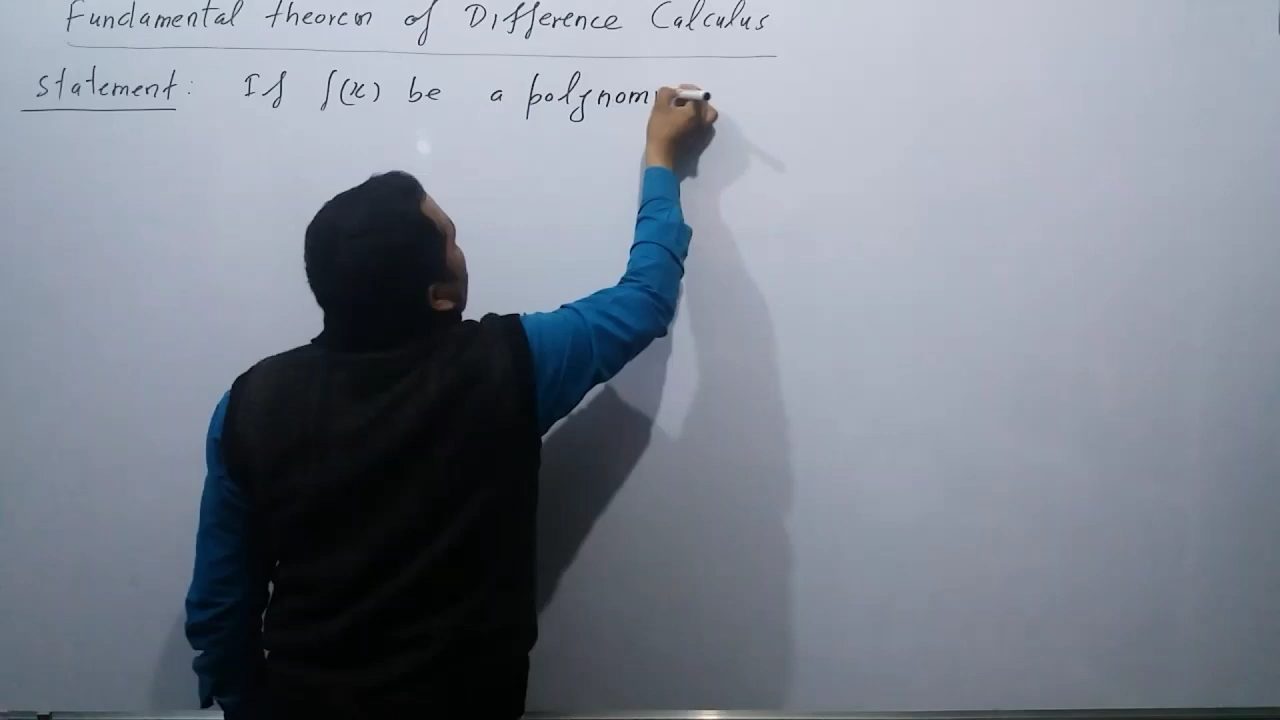 Fundamental theorem of Difference Calculus
Statement: If f(x) be a polynom